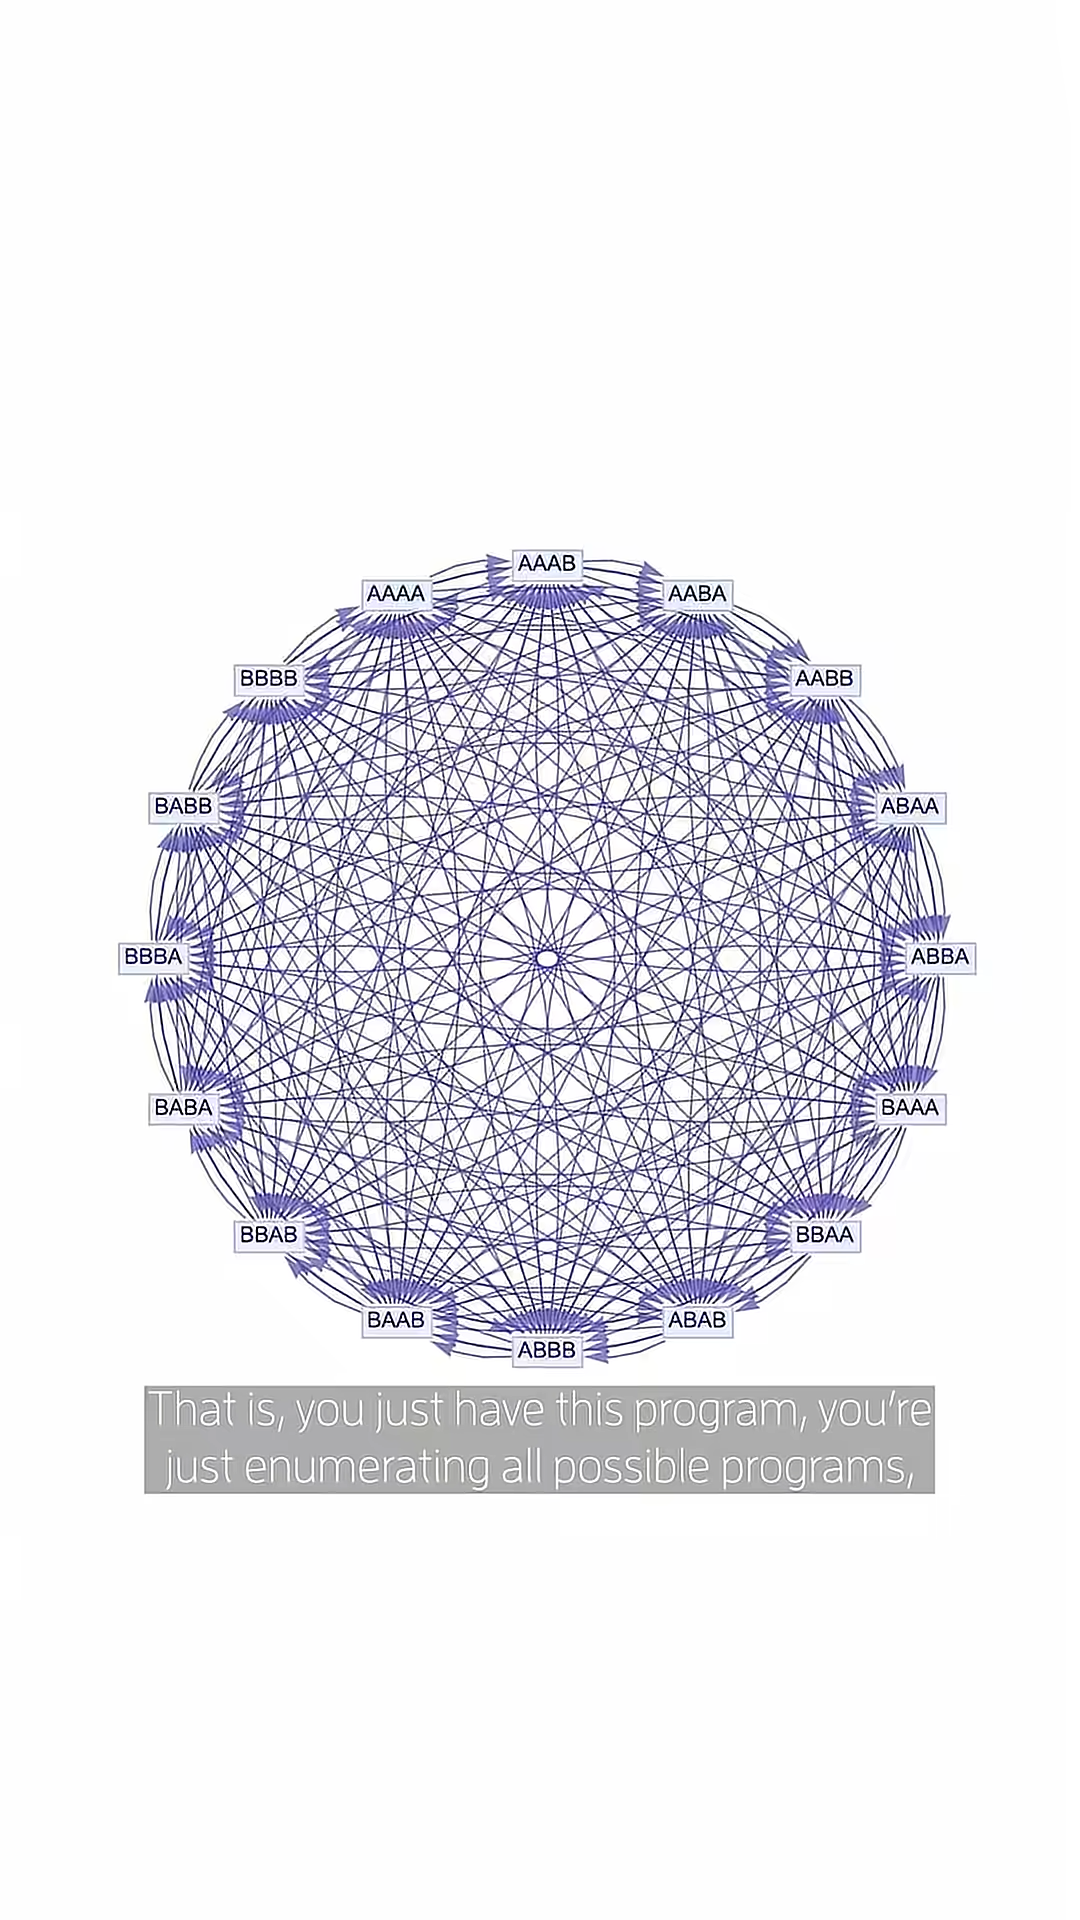 AAAB
AAAA
AABA
BBBB
AABB
BABB
ABAA
BBBA
ABBA
BABA
BAAA
BBAB
BBAA
BAAB
ABAB
ABBB
That is, you just have this program, you're
just enumerating all possible programs,